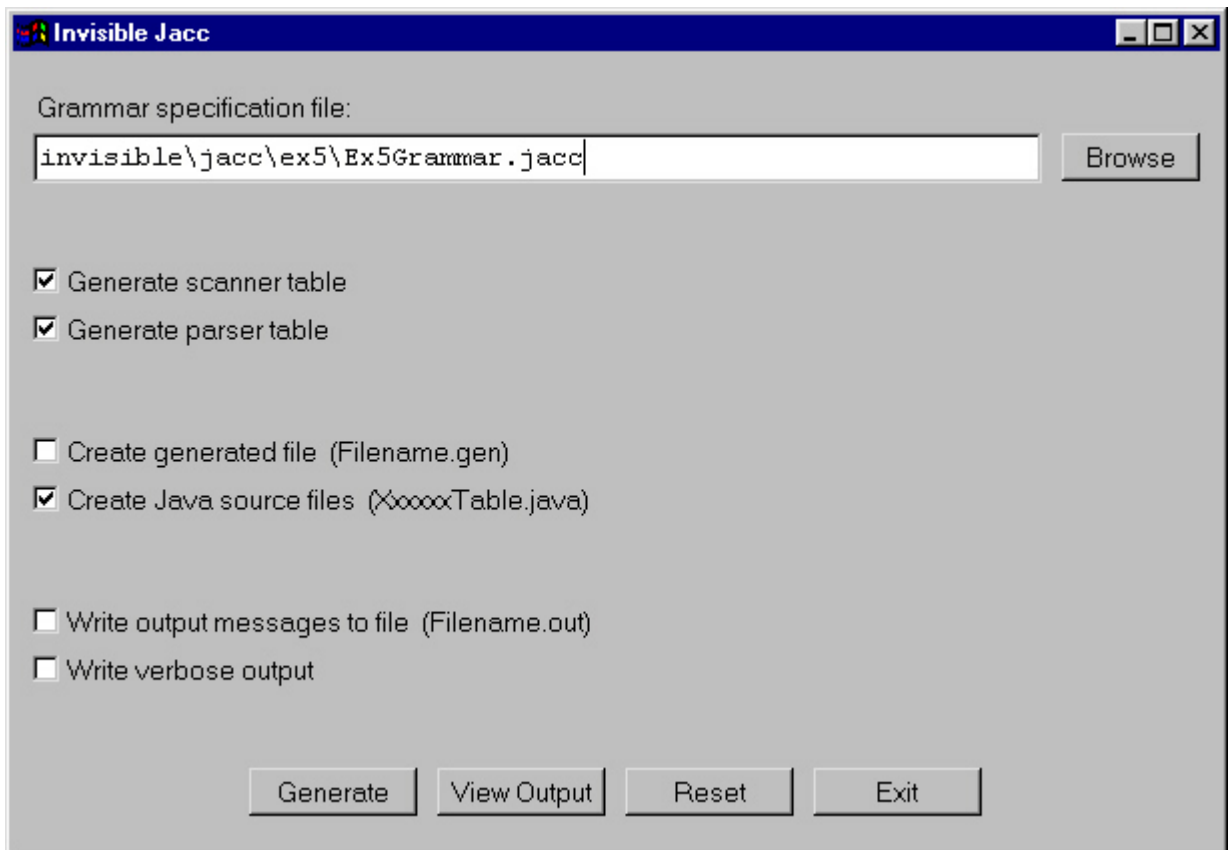 Invisible Jacc
Grammar specification file:
invisible\jacc\ex5\Ex5Grammar.jacc
Browse
Generate scanner table
Generate parser table
Create generated file (Filename.gen)
Create Java source files (XxxxxxTable.java)
Write output messages to file (Filename.out)
Write verbose output
Generate View Output Reset Exit